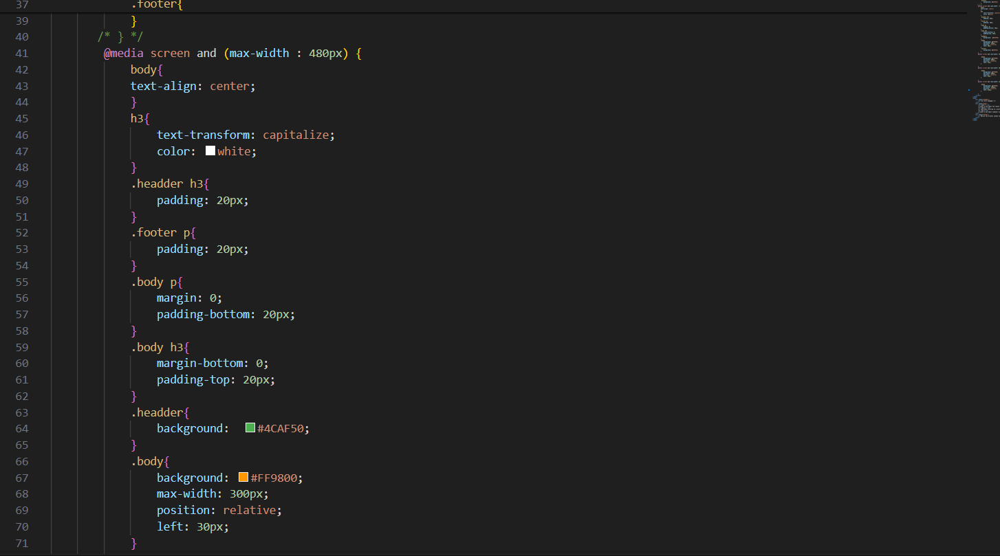 37 .footer{
39 }
40 /* } */
41 @media screen and (max-width : 480px) {
42 body{
43 text-align: center;
44 }
45 h3{
46 text-transform: capitalize;
47 color: white;
48 }
49 .headder h3{
50 padding: 20px;
51 }
52 .footer p{
53 padding: 20px;
54 }
55 .body p{
56 margin: 0;
57 padding-bottom: 20px;
58 }
59 .body h3{
60 margin-bottom: 0;
61 padding-top: 20px;
62 }
63 .headder{
64 background: #4CAF50;
65 }
66 .body{
67 background: #FF9800;
68 max-width: 300px;
69 position: relative;
70 left: 30px;
71 }